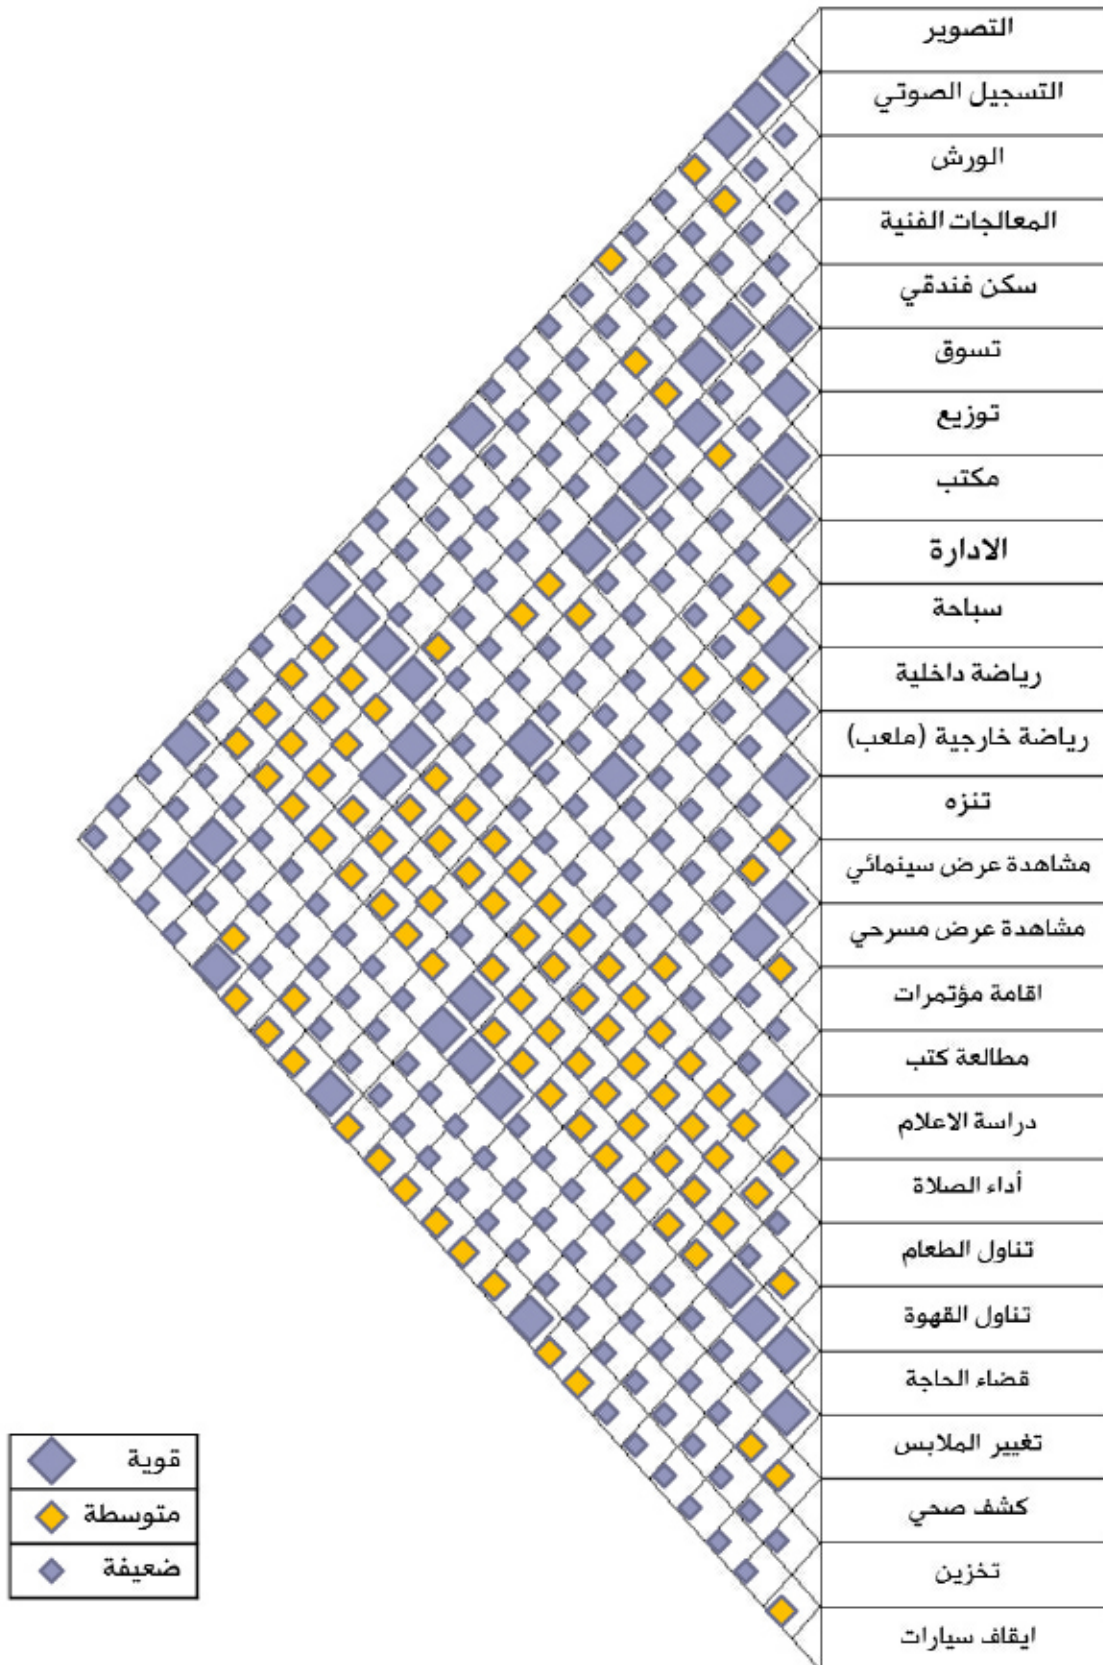 التصوير
التسجيل الصوتي
الورش
المعالجات الفنية
سكن فندقي
تسوق
توزيع
مكتب
الادارة
سباحة
رياضة داخلية
رياضة خارجية (ملعب)
تنزه
مشاهدة عرض سينمائي
مشاهدة عرض مسرحي
اقامة مؤتمرات
مطالعة كتب
دراسة الاعلام
أداء الصلاة
تناول الطعام
تناول القهوة
قضاء الحاجة
تغيير الملابس
كشف صحي
تخزين
ايقاف سيارات
قوية
متوسطة
ضعيفة